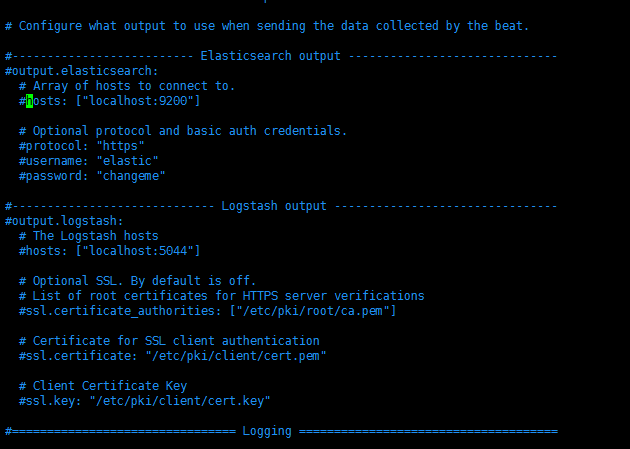 # Configure what output to use when sending the data collected by the beat.
#-------------------------- Elasticsearch output ------------------------------
#output.elasticsearch:
# Array of hosts to connect to.
#hosts: ["localhost:9200"]
# Optional protocol and basic auth credentials.
#protocol: "https"
#username: "elastic"
#password: "changeme"
#----------------------------- Logstash output --------------------------------
#output.logstash:
# The Logstash hosts
#hosts: ["localhost:5044"]
# Optional SSL. By default is off.
# List of root certificates for HTTPS server verifications
#ssl.certificate_authorities: ["/etc/pki/root/ca.pem"]
# Certificate for SSL client authentication
#ssl.certificate: "/etc/pki/client/cert.pem"
# Client Certificate Key
#ssl.key: "/etc/pki/client/cert.key"
#================================ Logging =====================================